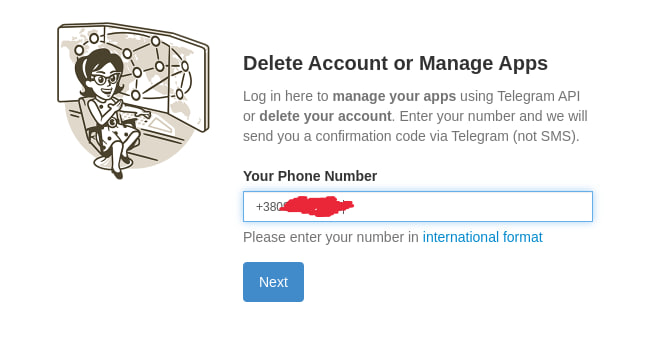 Delete Account or Manage Apps
Log in here to manage your apps using Telegram API
or delete your account. Enter your number and we will
send you a confirmation code via Telegram (not SMS).
Your Phone Number
+380
Please enter your number in international format
Next